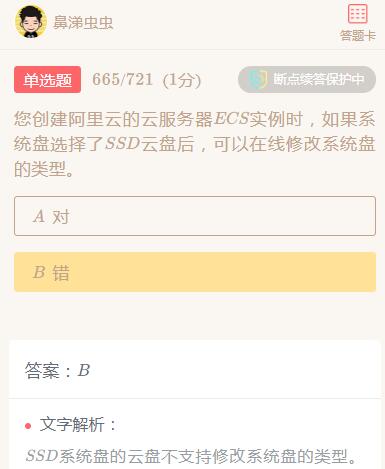 鼻涕虫虫
答题卡
单选题 665/721 (1分) 断点续答保护中
您创建阿里云的云服务器ECS实例时，如果系
统盘选择了SSD云盘后，可以在线修改系统盘
的类型。
A 对
B 错
答案：B
文字解析：
SSD系统盘的云盘不支持修改系统盘的类型。